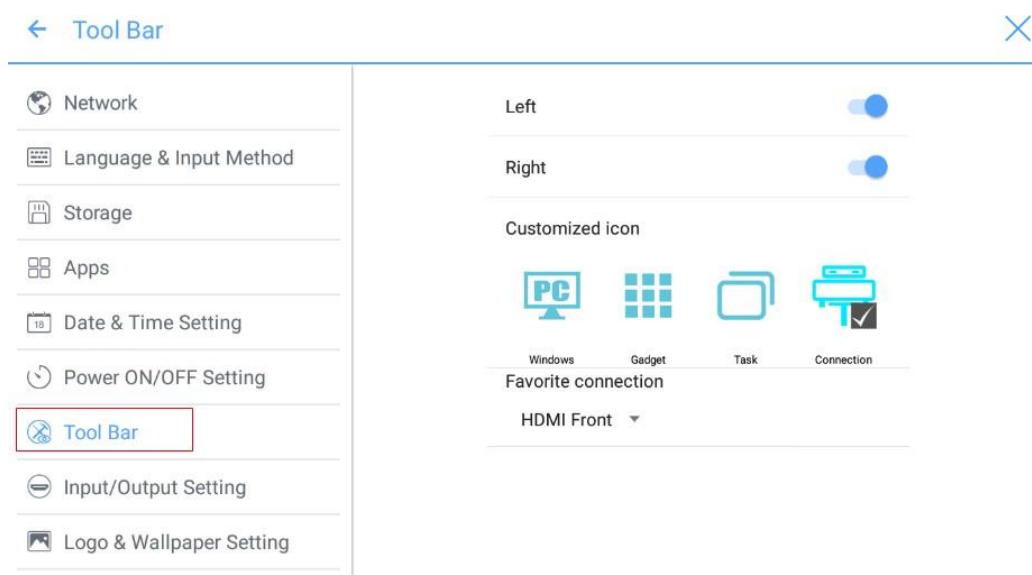 Tool Bar
Network
Language & Input Method
Storage
Apps
18
Date & Time Setting
Power ON/OFF Setting
Tool Bar
Input/Output Setting
Logo & Wallpaper Setting
Left
Right
Customized icon
PC
Windows Gadget Task Connection
Favorite connection
HDMI Front